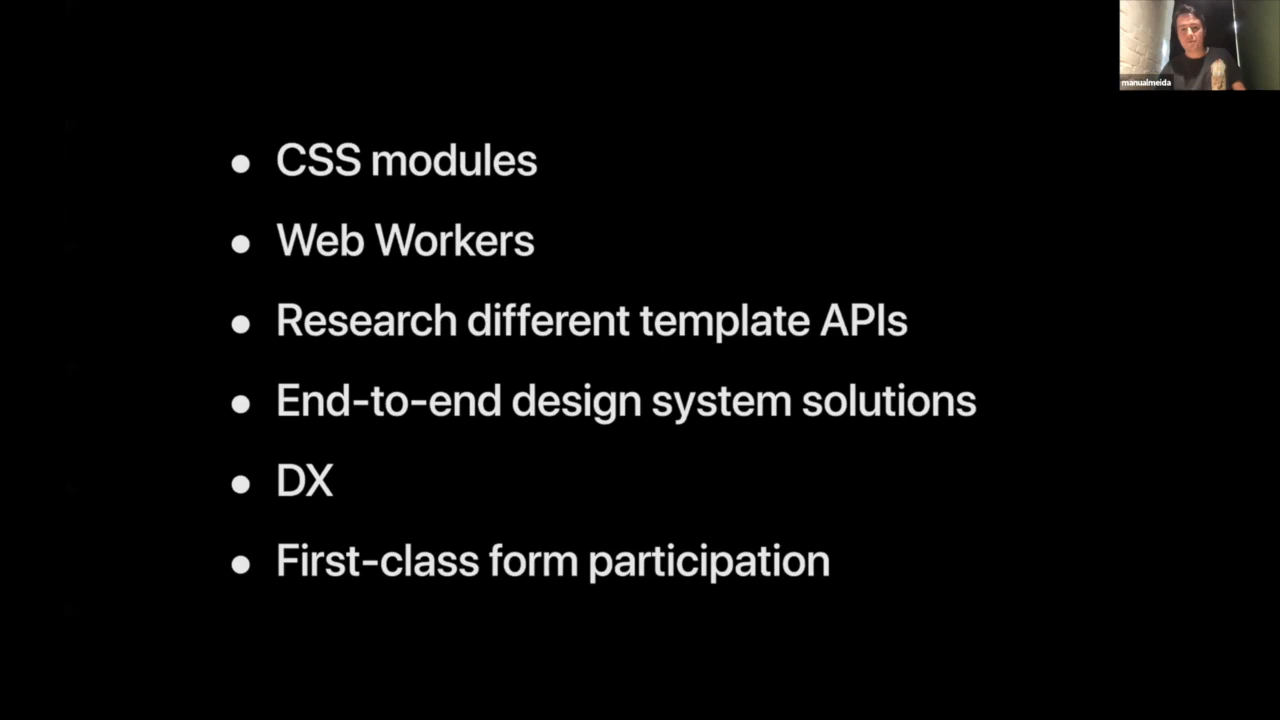 manualmeida
● CSS modules
● Web Workers
● Research different template APIs
● End-to-end design system solutions
● DX
● First-class form participation